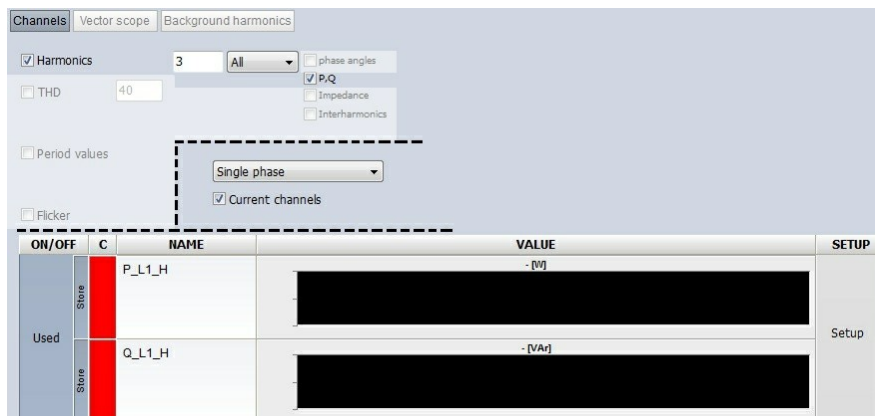 Channels Vector scope Background harmonics
Harmonics 3 All phase angles
P,Q
THD 40 Impedance
Interharmonics
Period values
Single phase
Current channels
Flicker
ON/OFF C NAME VALUE SETUP
Used Store P_L1_H - [W] Setup
Store Q_L1_H - [VAr]